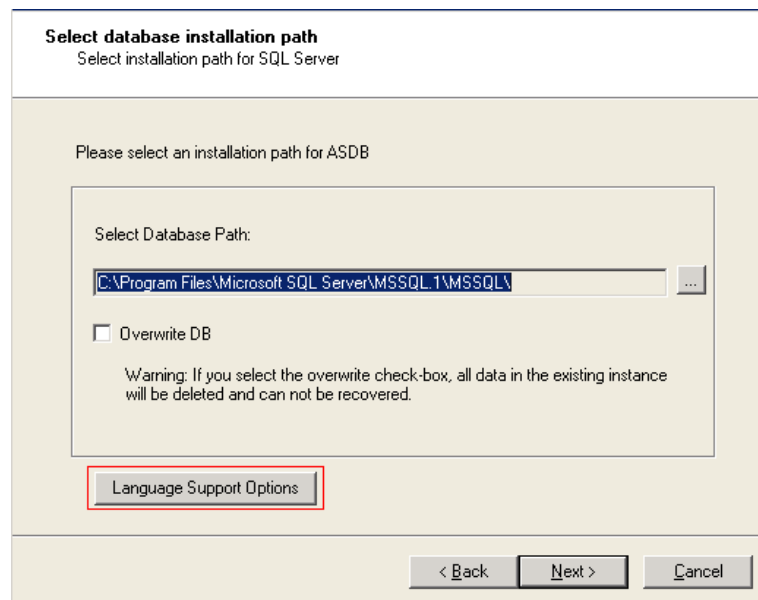 Select database installation path
Select installation path for SQL Server
Please select an installation path for ASDB
Select Database Path:
C:\Program Files\Microsoft SQL Server\MSSQL.1\MSSQL\
...
Overwrite DB
Warning: If you select the overwrite check-box, all data in the existing instance
will be deleted and can not be recovered.
Language Support Options
< Back
Next >
Cancel